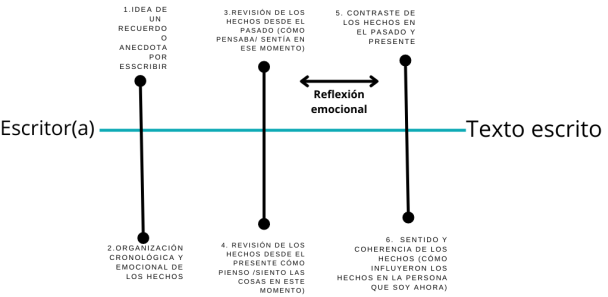 1.IDEA DE
UN
RECUERDO
O
ANECDOTA
POR
ESSCRIBIR
3.REVISIÓN DE LOS
HECHOS DESDE EL
PASADO (CÓMO
PENSABA/ SENTÍA EN
ESE MOMENTO)
5. CONTRASTE DE
LOS HECHOS EN
EL PASADO Y
PRESENTE
Reflexión
emocional
Escritor(a)
Texto escrito
2.ORGANIZACIÓN
CRONOLÓGICA Y
EMOCIONAL DE
LOS HECHOS
4. REVISIÓN DE LOS
HECHOS DESDE EL
PRESENTE CÓMO
PIENSO /SIENTO LAS
COSAS EN ESTE
MOMENTO)
6. SENTIDO Y
COHERENCIA DE LOS
HECHOS (CÓMO
INFLUYERON LOS
HECHOS EN LA PERSONA
QUE SOY AHORA)